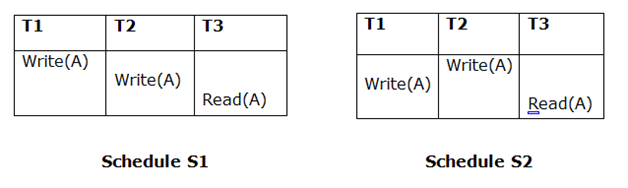 T1 T2 T3
Write(A)
Write(A)
Read(A)
Schedule S1
T1 T2 T3
Write(A)
Write(A)
Read(A)
Schedule S2